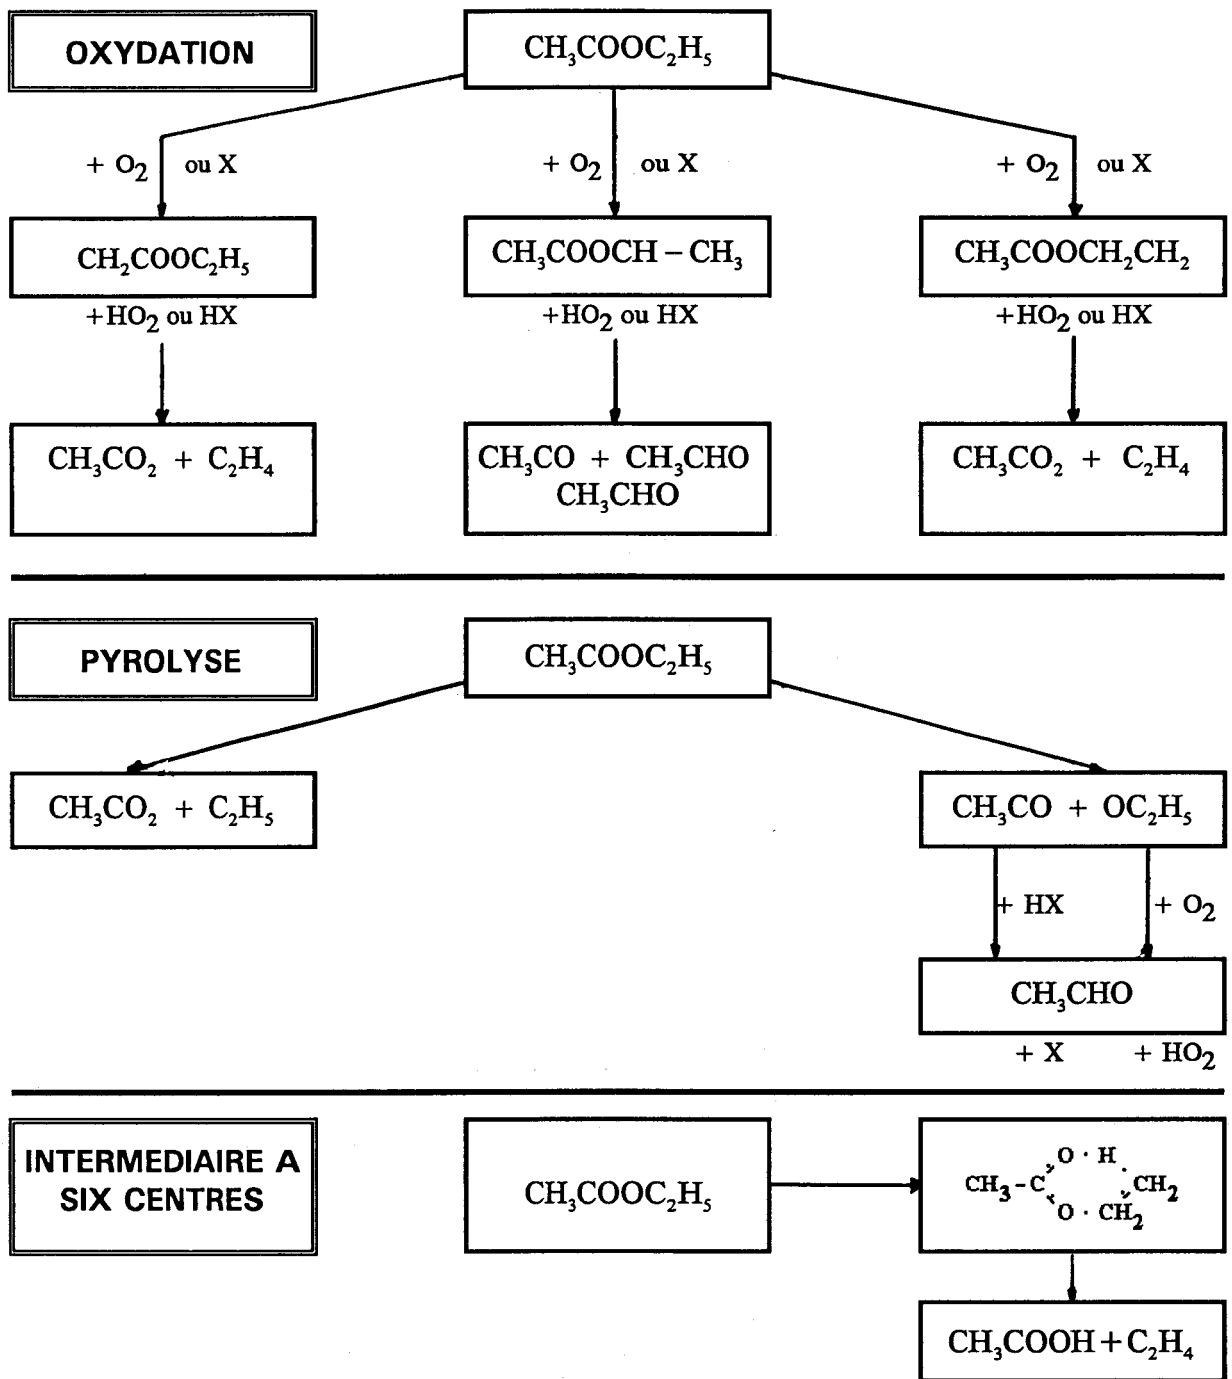 OXYDATION
CH₃COOC₂H₅
+ O₂ ou X
+ O₂ ou X
+ O₂ ou X
CH₂COOC₂H₅
CH₃COOCH – CH₃
CH₃COOCH₂CH₂
+HO₂ ou HX
+HO₂ ou HX
+HO₂ ou HX
CH₃CO₂ + C₂H₄
CH₃CO + CH₃CHO
CH₃CHO
CH₃CO₂ + C₂H₄
PYROLYSE
CH₃COOC₂H₅
CH₃CO₂ + C₂H₅
CH₃CO + OC₂H₅
+ HX
+ O₂
CH₃CHO
+ X + HO₂
INTERMEDIAIRE A
SIX CENTRES
CH₃COOC₂H₅
O · H
CH₃-C CH₂
O · CH₂
CH₃COOH + C₂H₄